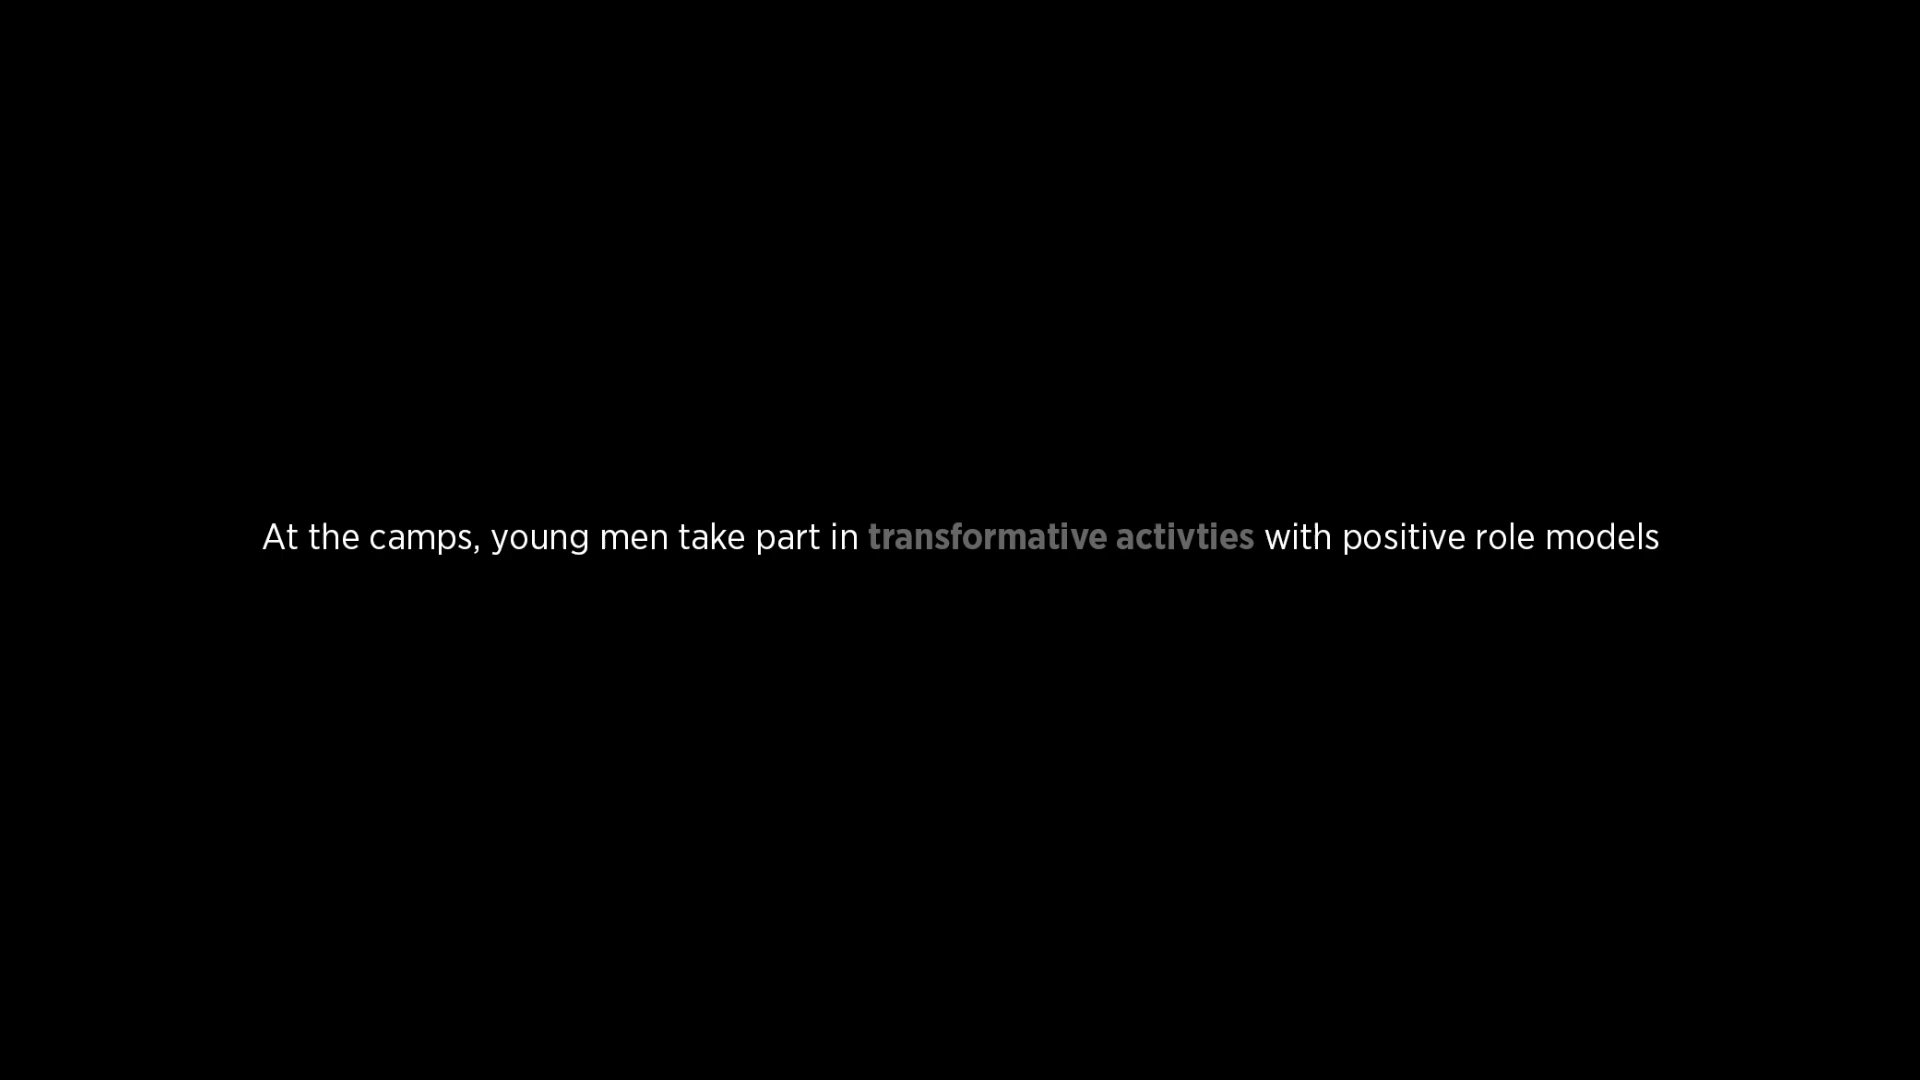 At the camps, young men take part in transformative activties with positive role models